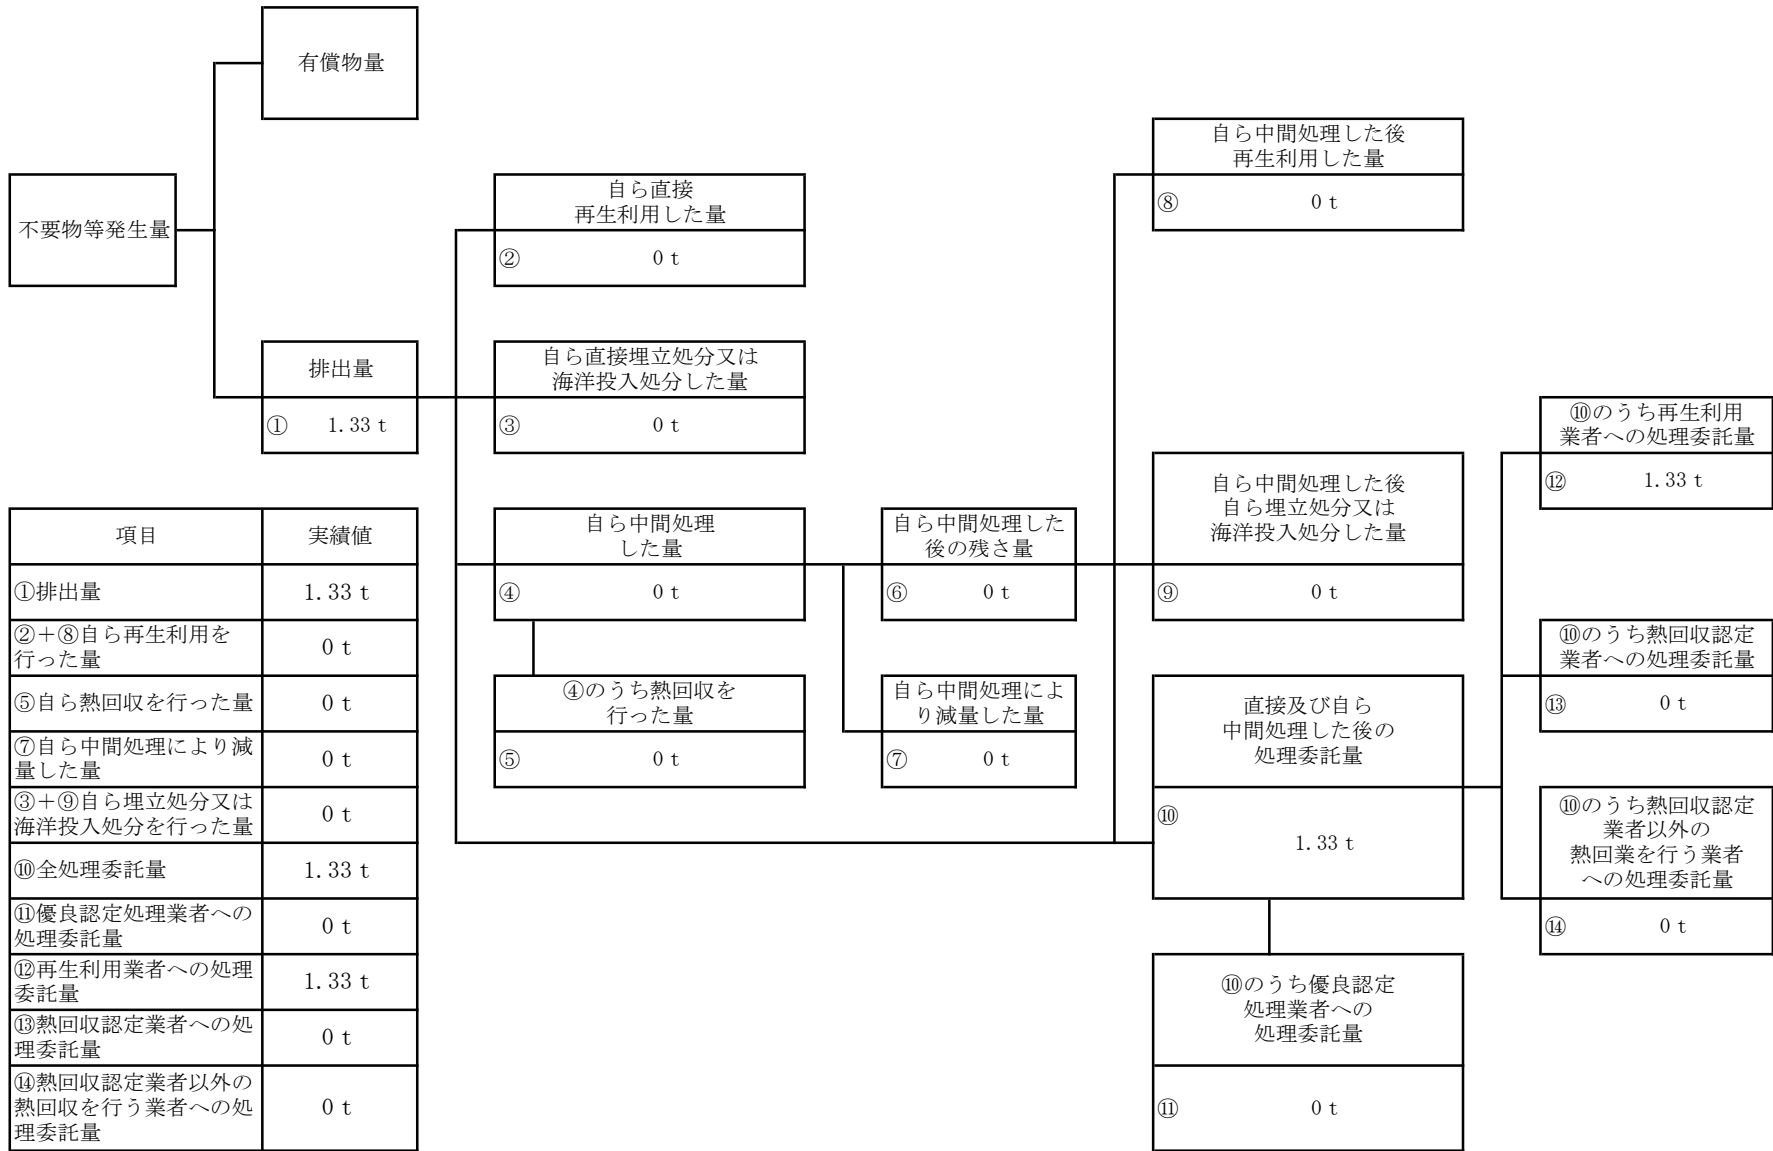 有償物量
不要物等発生量
排出量
① 1.33 t
自ら直接
再生利用した量
② 0 t
自ら直接埋立処分又は
海洋投入処分した量
③ 0 t
自ら中間処理
した量
④ 0 t
④のうち熱回収を
行った量
⑤ 0 t
自ら中間処理した
後の残さ量
⑥ 0 t
自ら中間処理によ
り減量した量
⑦ 0 t
自ら中間処理した後
再生利用した量
⑧ 0 t
自ら中間処理した後
自ら埋立処分又は
海洋投入処分した量
⑨ 0 t
直接及び自ら
中間処理した後の
処理委託量
⑩
1.33 t
⑩のうち優良認定
処理業者への
処理委託量
⑪ 0 t
⑩のうち再生利用
業者への処理委託量
⑫ 1.33 t
⑩のうち熱回収認定
業者への処理委託量
⑬ 0 t
⑩のうち熱回収認定
業者以外の
熱回業を行う業者
への処理委託量
⑭ 0 t
項目 実績値
①排出量 1.33 t
②＋⑧自ら再生利用を
行った量 0 t
⑤自ら熱回収を行った量 0 t
⑦自ら中間処理により減
量した量 0 t
③＋⑨自ら埋立処分又は
海洋投入処分を行った量 0 t
⑩全処理委託量 1.33 t
⑪優良認定処理業者への
処理委託量 0 t
⑫再生利用業者への処理
委託量 1.33 t
⑬熱回収認定業者への処
理委託量 0 t
⑭熱回収認定業者以外の
熱回収を行う業者への処 0 t
理委託量